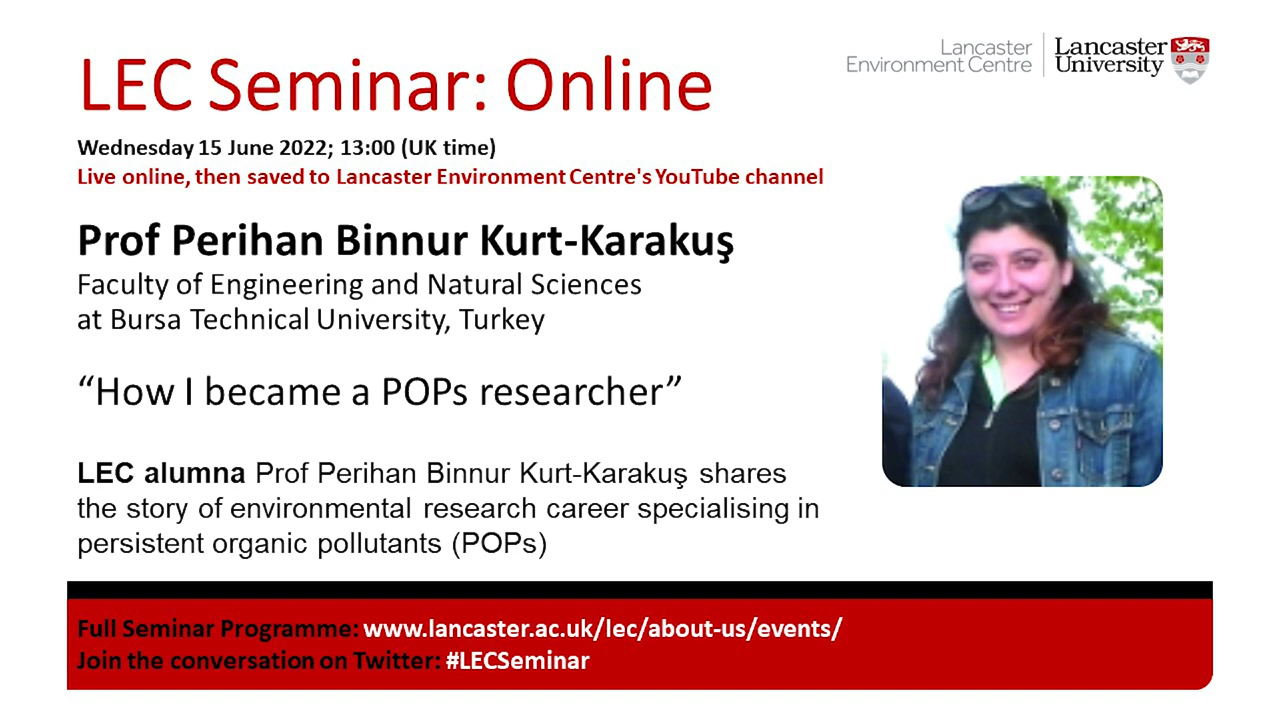 LEC Seminar: Online
Lancaster
Environment Centre
Lancaster
University
Wednesday 15 June 2022; 13:00 (UK time)
Live online, then saved to Lancaster Environment Centre's YouTube channel
Prof Perihan Binnur Kurt-Karakuş
Faculty of Engineering and Natural Sciences
at Bursa Technical University, Turkey
“How I became a POPs researcher”
LEC alumna Prof Perihan Binnur Kurt-Karakuş shares
the story of environmental research career specialising in
persistent organic pollutants (POPs)
Full Seminar Programme: www.lancaster.ac.uk/lec/about-us/events/
Join the conversation on Twitter: #LECSeminar